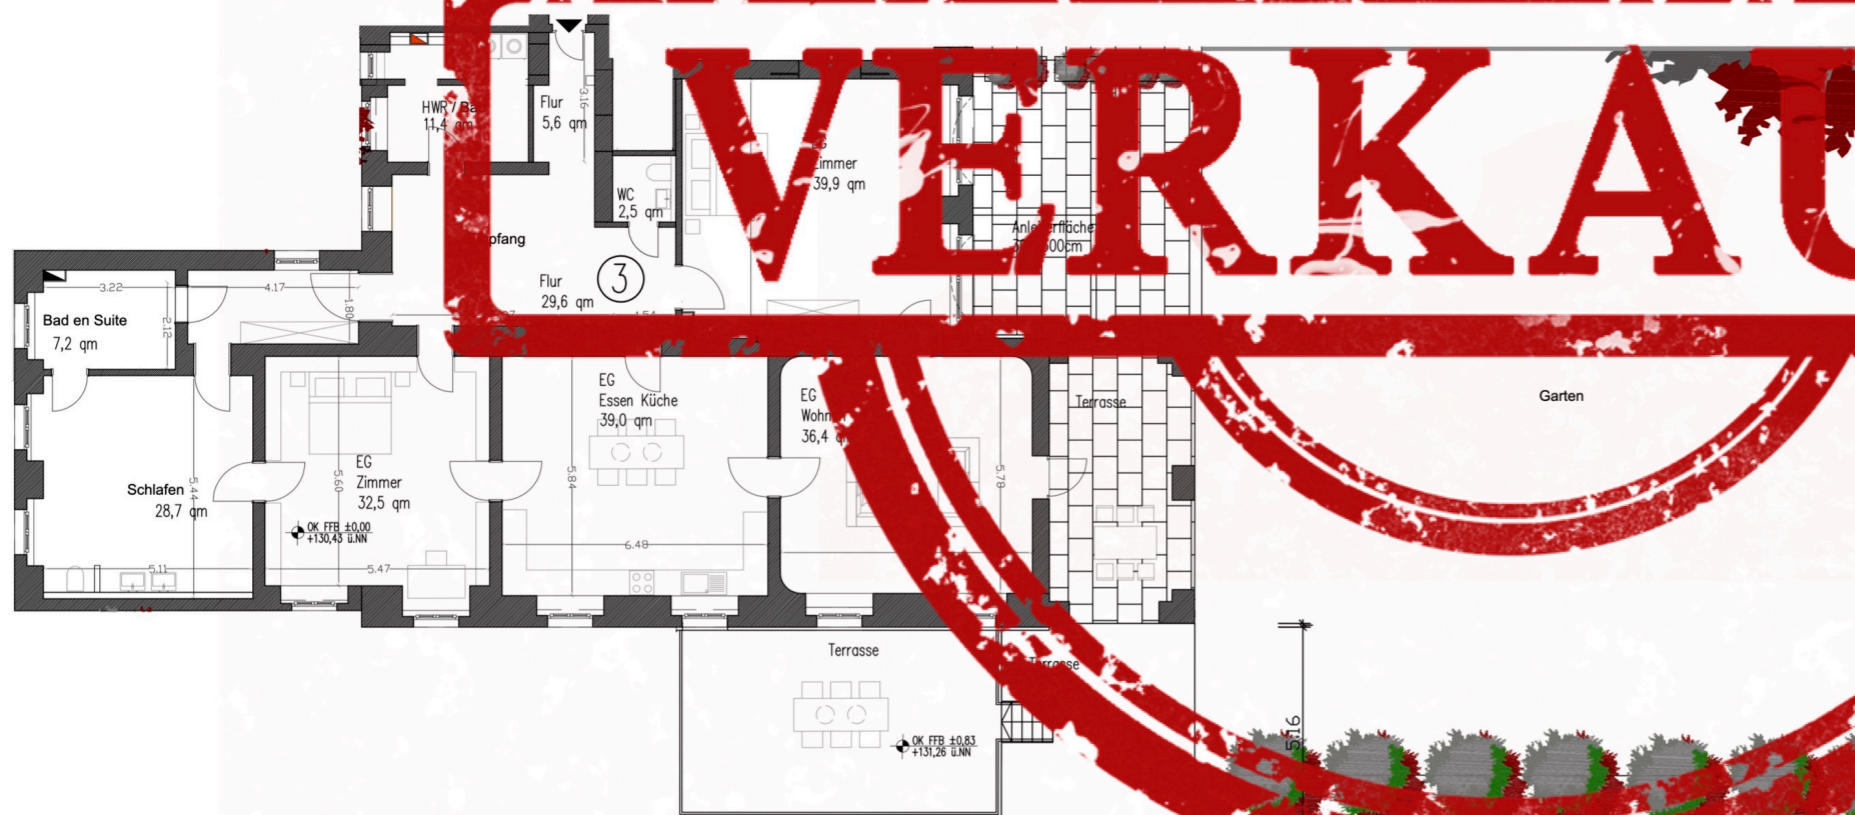 VERKAU
HWR / Ba
11,4 qm
Flur
5,6 qm
3.16
WC
2,5 qm
Zimmer
39,9 qm
pfang
Flur
29,6 qm
3
3.22
4.17
1.80
2.12
Bad en Suite
7,2 qm
Schlafen
28,7 qm
5.44
5.11
EG
Zimmer
32,5 qm
5.60
OK FFB ±0,00
+130,43 ü.NN
5.47
EG
Essen Küche
39,0 qm
5.84
6.48
EG
Wohn
36,4 q
5.78
Terrasse
Garten
Terrasse
Terrasse
OK FFB ±0,83
+131,26 ü.NN
5.16